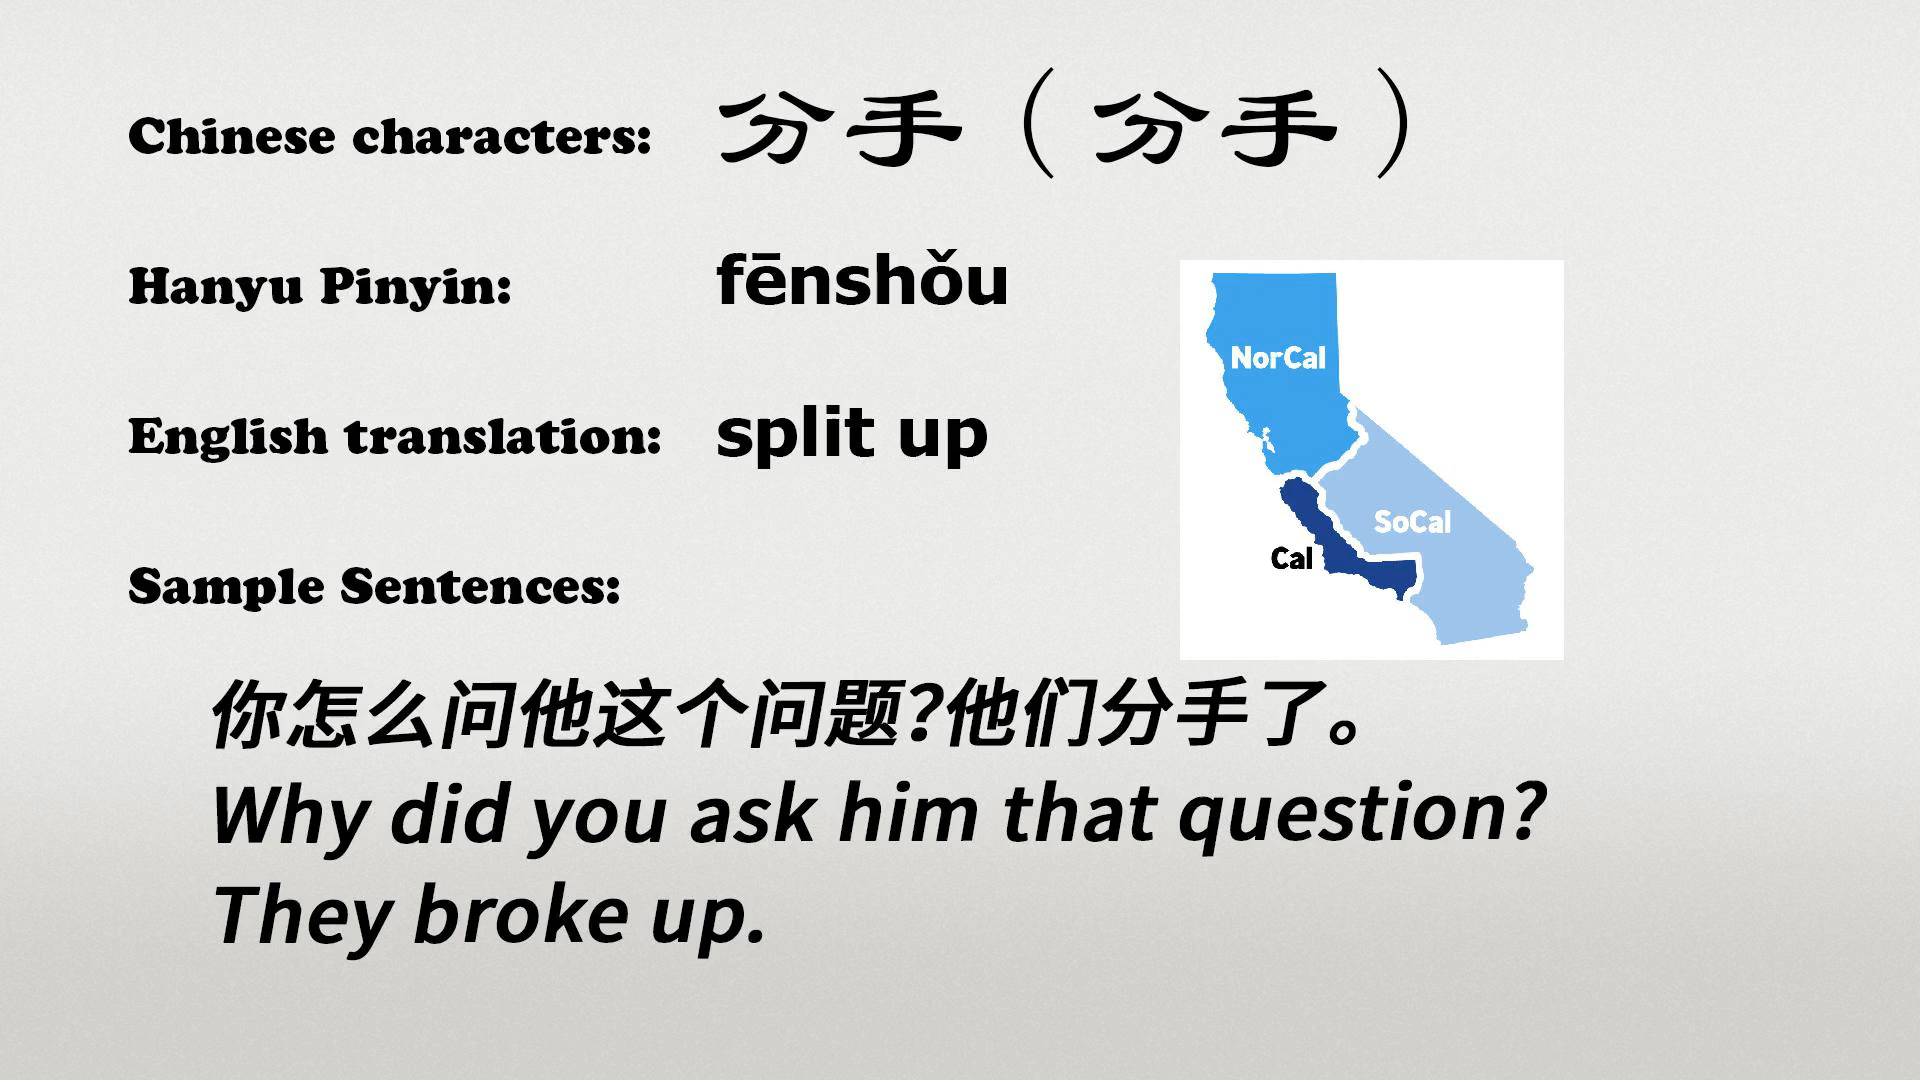 Chinese characters: 分手（分手）
Hanyu Pinyin: fēnshǒu
English translation: split up
Sample Sentences:
NorCal
SoCal
Cal
你怎么问他这个问题?他们分手了。
Why did you ask him that question?
They broke up.